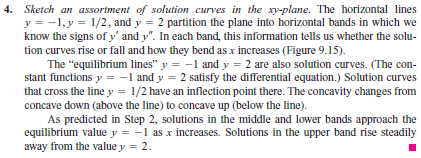 4. Sketch an assortment of solution curves in the xy-plane. The horizontal lines
y = −1, y = 1/2, and y = 2 partition the plane into horizontal bands in which we
know the signs of y′ and y″. In each band, this information tells us whether the solu-
tion curves rise or fall and how they bend as x increases (Figure 9.15).
The “equilibrium lines” y = −1 and y = 2 are also solution curves. (The con-
stant functions y = −1 and y = 2 satisfy the differential equation.) Solution curves
that cross the line y = 1/2 have an inflection point there. The concavity changes from
concave down (above the line) to concave up (below the line).
As predicted in Step 2, solutions in the middle and lower bands approach the
equilibrium value y = −1 as x increases. Solutions in the upper band rise steadily
away from the value y = 2.